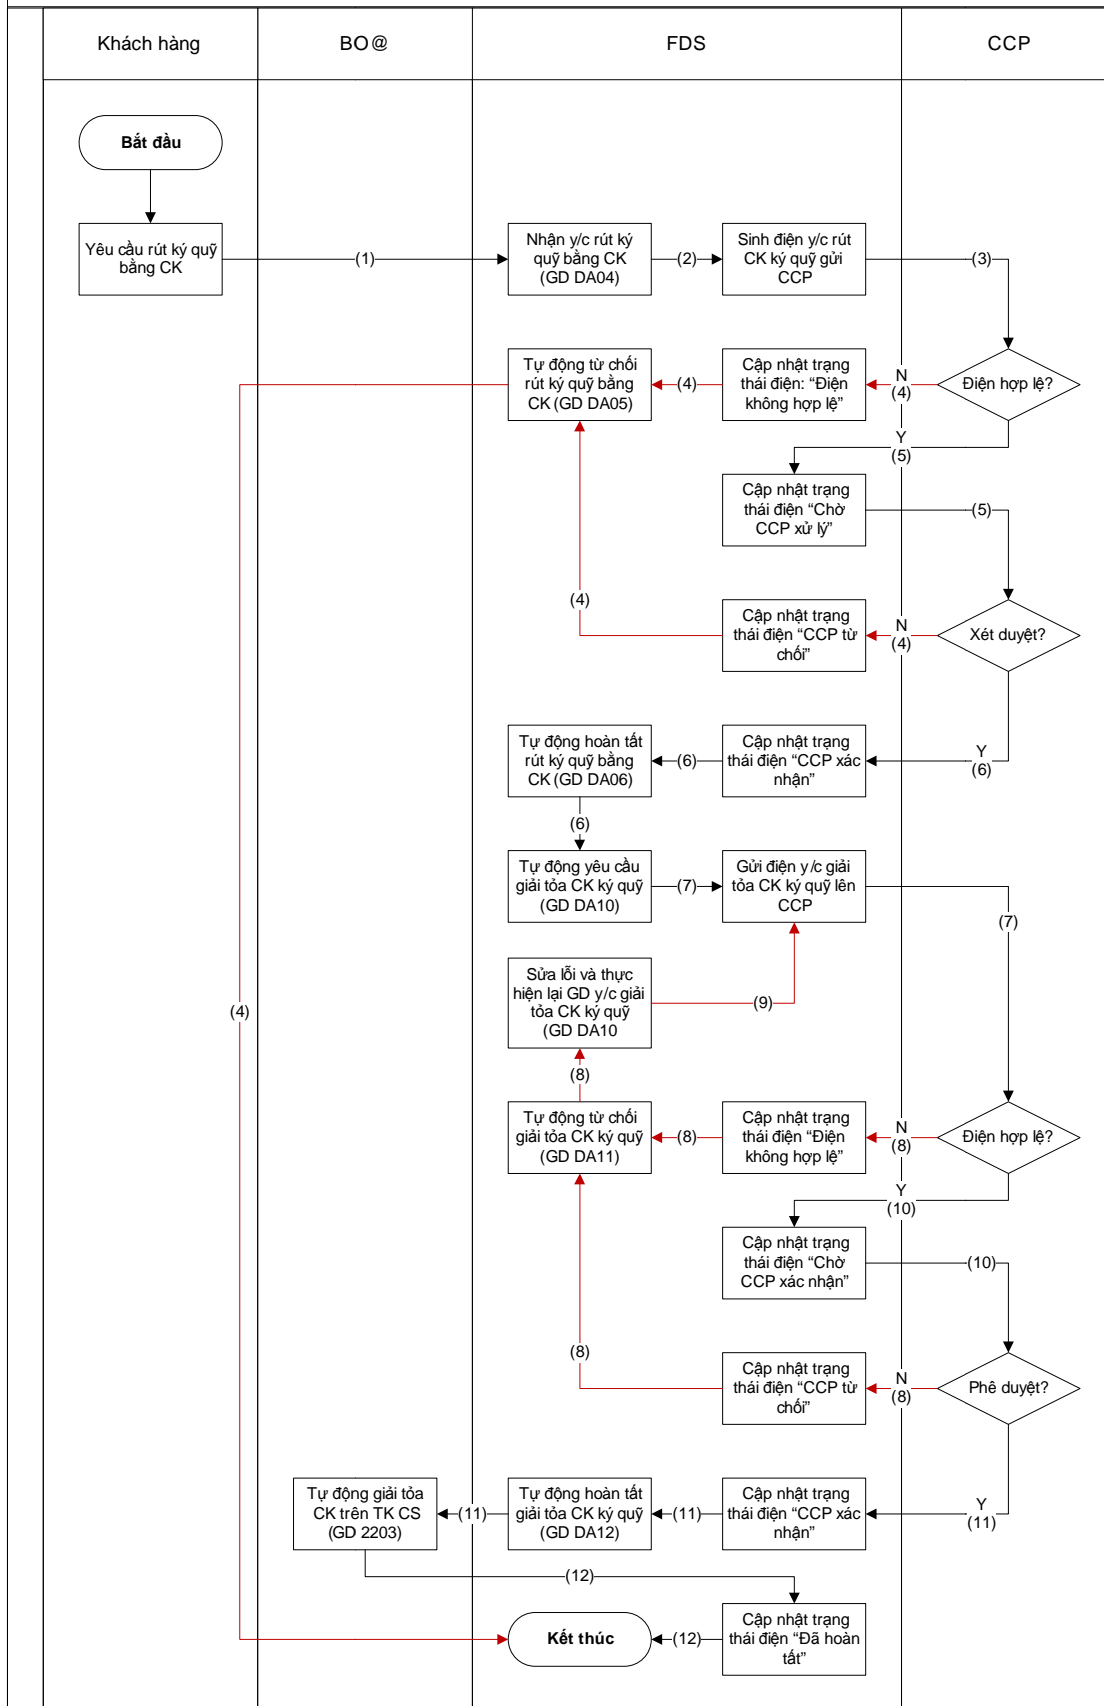 Khách hàng
BO@
FDS
CCP
Bắt đầu
Yêu cầu rút ký quỹ
bằng CK
(1)
Nhận y/c rút ký
quỹ bằng CK
(GD DA04)
(2)
Sinh điện y/c rút
CK ký quỹ gửi
CCP
(3)
Tự động từ chối
rút ký quỹ bằng
CK (GD DA05)
(4)
Cập nhật trạng
thái điện: “Điện
không hợp lệ”
N
(4)
Điện hợp lệ?
Y
(5)
Cập nhật trạng
thái điện “Chờ
CCP xử lý”
(5)
(4)
Cập nhật trạng
thái điện “CCP từ
chối”
N
(4)
Xét duyệt?
Tự động hoàn tất
rút ký quỹ bằng
CK (GD DA06)
(6)
Cập nhật trạng
thái điện “CCP xác
nhận”
Y
(6)
(6)
Tự động yêu cầu
giải tỏa CK ký quỹ
(GD DA10)
(7)
Gửi điện y/c giải
tỏa CK ký quỹ lên
CCP
(7)
Sửa lỗi và thực
hiện lại GD y/c giải
tỏa CK ký quỹ
(GD DA10
(9)
(4)
(8)
Tự động từ chối
giải tỏa CK ký quỹ
(GD DA11)
(8)
Cập nhật trạng
thái điện “Điện
không hợp lệ”
N
(8)
Điện hợp lệ?
Y
(10)
Cập nhật trạng
thái điện “Chờ
CCP xác nhận”
(10)
(8)
Cập nhật trạng
thái điện “CCP từ
chối”
N
(8)
Phê duyệt?
Tự động giải tỏa
CK trên TK CS
(GD 2203)
(11)
Tự động hoàn tất
giải tỏa CK ký quỹ
(GD DA12)
(11)
Cập nhật trạng
thái điện “CCP xác
nhận”
Y
(11)
(12)
Kết thúc
(12)
Cập nhật trạng
thái điện “Đã hoàn
tất”